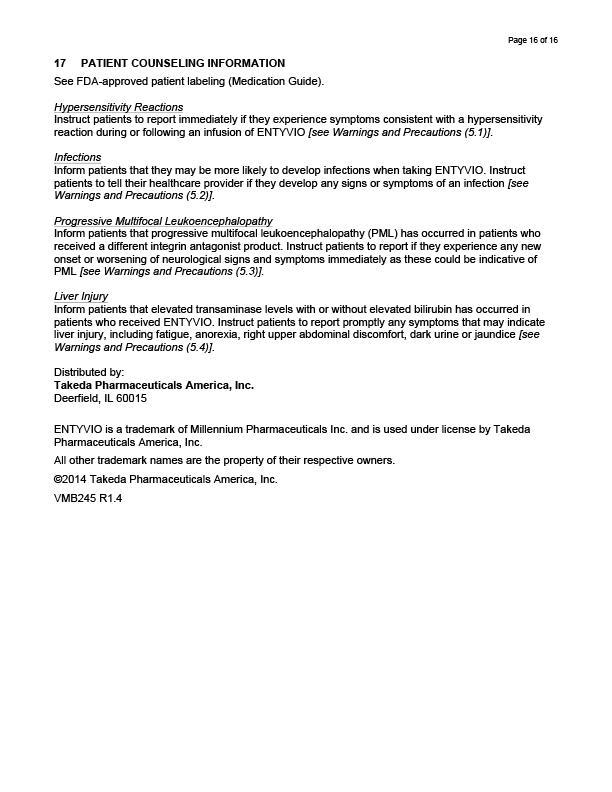 Page 16 of 16
17 PATIENT COUNSELING INFORMATION
See FDA-approved patient labeling (Medication Guide).
Hypersensitivity Reactions
Instruct patients to report immediately if they experience symptoms consistent with a hypersensitivity
reaction during or following an infusion of ENTYVIO [see Warnings and Precautions (5.1)].
Infections
Inform patients that they may be more likely to develop infections when taking ENTYVIO. Instruct
patients to tell their healthcare provider if they develop any signs or symptoms of an infection [see
Warnings and Precautions (5.2)].
Progressive Multifocal Leukoencephalopathy
Inform patients that progressive multifocal leukoencephalopathy (PML) has occurred in patients who
received a different integrin antagonist product. Instruct patients to report if they experience any new
onset or worsening of neurological signs and symptoms immediately as these could be indicative of
PML [see Warnings and Precautions (5.3)].
Liver Injury
Inform patients that elevated transaminase levels with or without elevated bilirubin has occurred in
patients who received ENTYVIO. Instruct patients to report promptly any symptoms that may indicate
liver injury, including fatigue, anorexia, right upper abdominal discomfort, dark urine or jaundice [see
Warnings and Precautions (5.4)].
Distributed by:
Takeda Pharmaceuticals America, Inc.
Deerfield, IL 60015
ENTYVIO is a trademark of Millennium Pharmaceuticals Inc. and is used under license by Takeda
Pharmaceuticals America, Inc.
All other trademark names are the property of their respective owners.
©2014 Takeda Pharmaceuticals America, Inc.
VMB245 R1.4